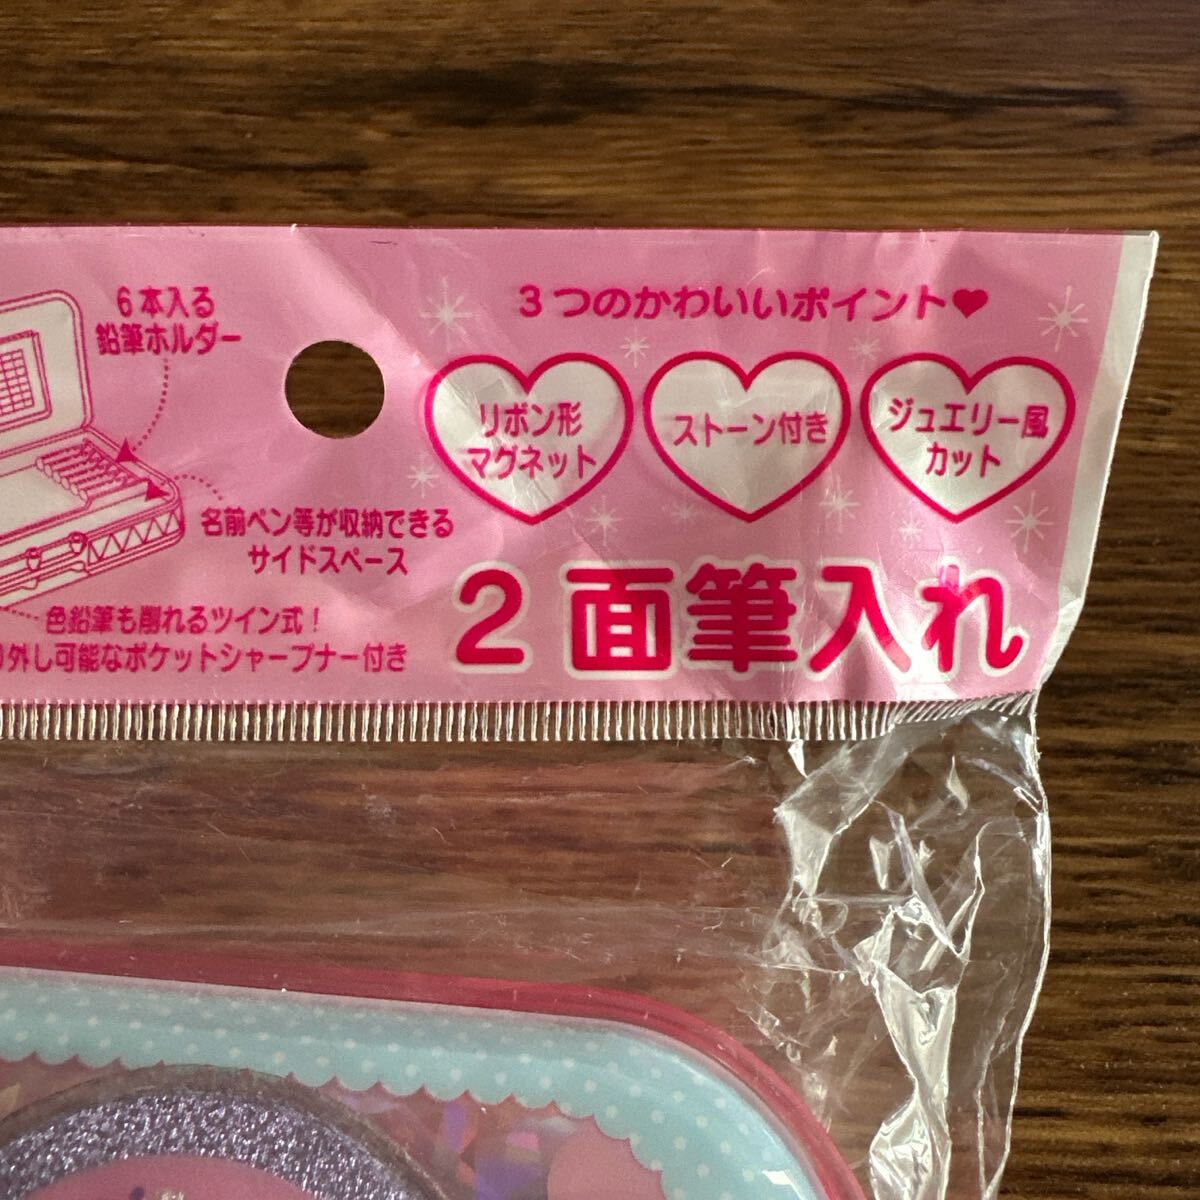 6本入る
鉛筆ホルダー
名前ペン等が収納できる
サイドスペース
色鉛筆も削れるツイン式！
り外し可能なポケットシャープナー付き
3つのかわいいポイント♥
リボン形
マグネット
ストーン付き
ジュエリー風
カット
2面筆入れ